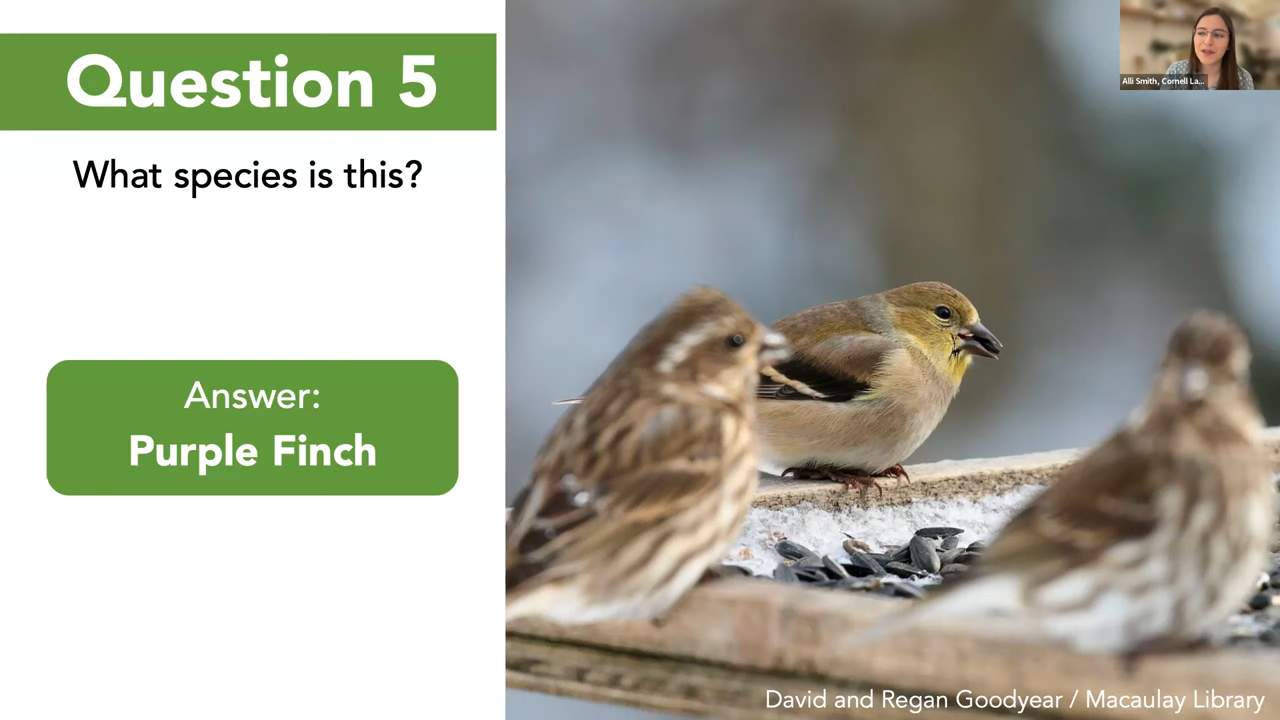 Question 5
What species is this?
Answer:
Purple Finch
Alli Smith, Cornell La...
David and Regan Goodyear / Macaulay Library